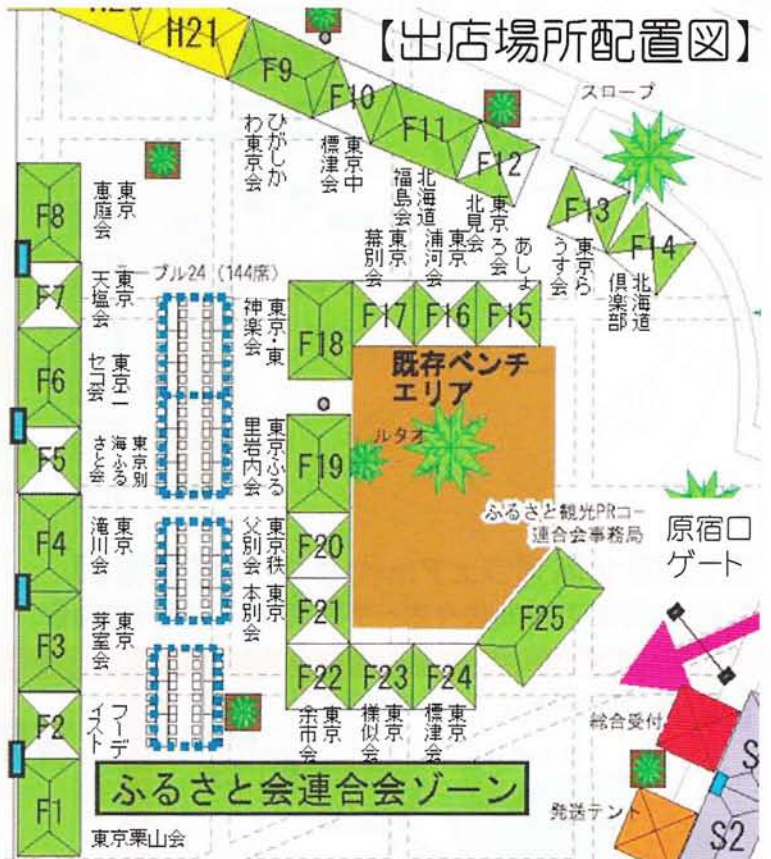 【出店場所配置図】
H20
H21
F9
F10
F11
F12
スロープ
F13
F14
ひがしか
わ東京会
東京中
標津会
北海道
福島会
東京
北見会
あしょ
ろ会
東京ら
うす会
北海道
倶楽部
F8
東京
恵庭会
F7
東京
天塩会
F6
東京ニ
セコ会
F5
東京別
海ふる
さと会
F4
東京
滝川会
F3
東京
芽室会
F2
フーデ
イスト
F1
東京栗山会
ーブル24（144席）
東京・東
神楽会
F18
東京
幕別会
F17
東京
浦河会
F16
F15
既存ベンチ
エリア
ルタオ
東京ふる
里岩内会
F19
東京秩
父別会
F20
東京
本別会
F21
F22
F23
F24
東京
余市会
東京
様似会
東京
標津会
ふるさと観光PRコー
連合会事務局
F25
原宿口
ゲート
総合受付
発送テント
S
S2
ふるさと会連合会ゾーン